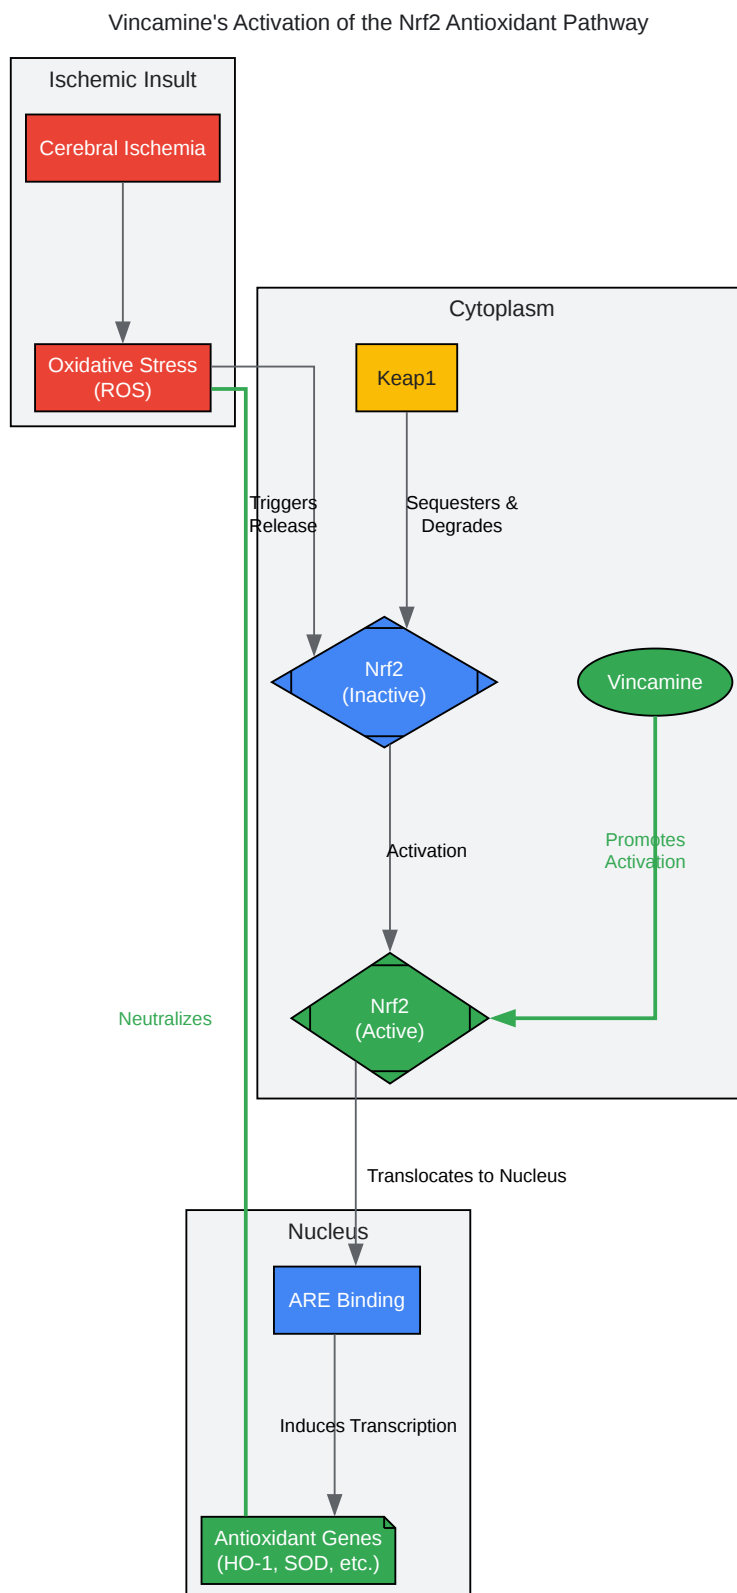 Vincamine's Activation of the Nrf2 Antioxidant Pathway
Ischemic Insult
Cerebral Ischemia
Oxidative Stress
(ROS)
Cytoplasm
Keap1
Triggers
Release
Sequesters &
Degrades
Nrf2
(Inactive)
Vincamine
Activation
Promotes
Activation
Nrf2
(Active)
Neutralizes
Translocates to Nucleus
Nucleus
ARE Binding
Induces Transcription
Antioxidant Genes
(HO-1, SOD, etc.)